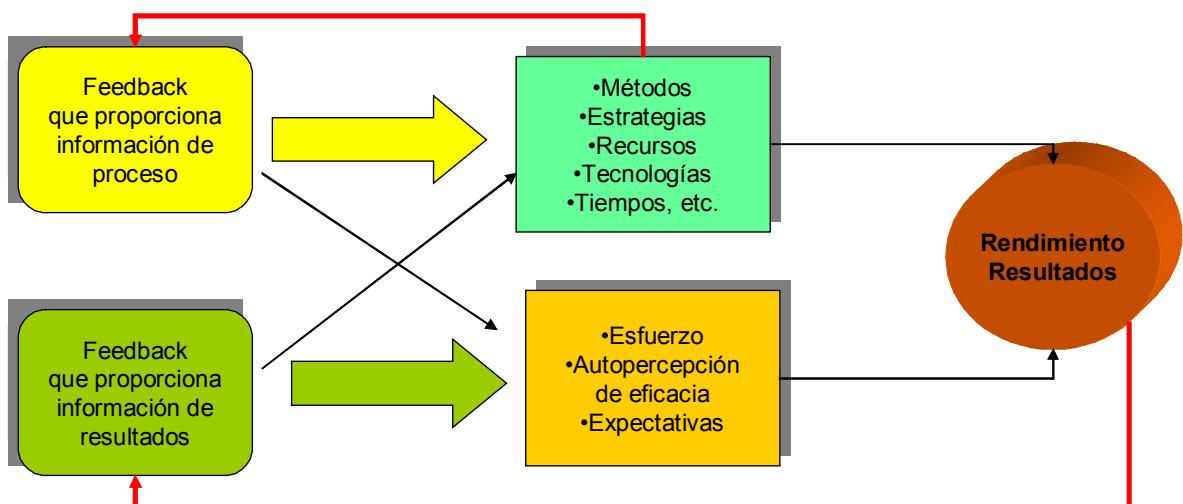 Feedback
que proporciona
información de
proceso
•Métodos
•Estrategias
•Recursos
•Tecnologías
•Tiempos, etc.
Rendimiento
Resultados
Feedback
que proporciona
información de
resultados
•Esfuerzo
•Autopercepción
de eficacia
•Expectativas